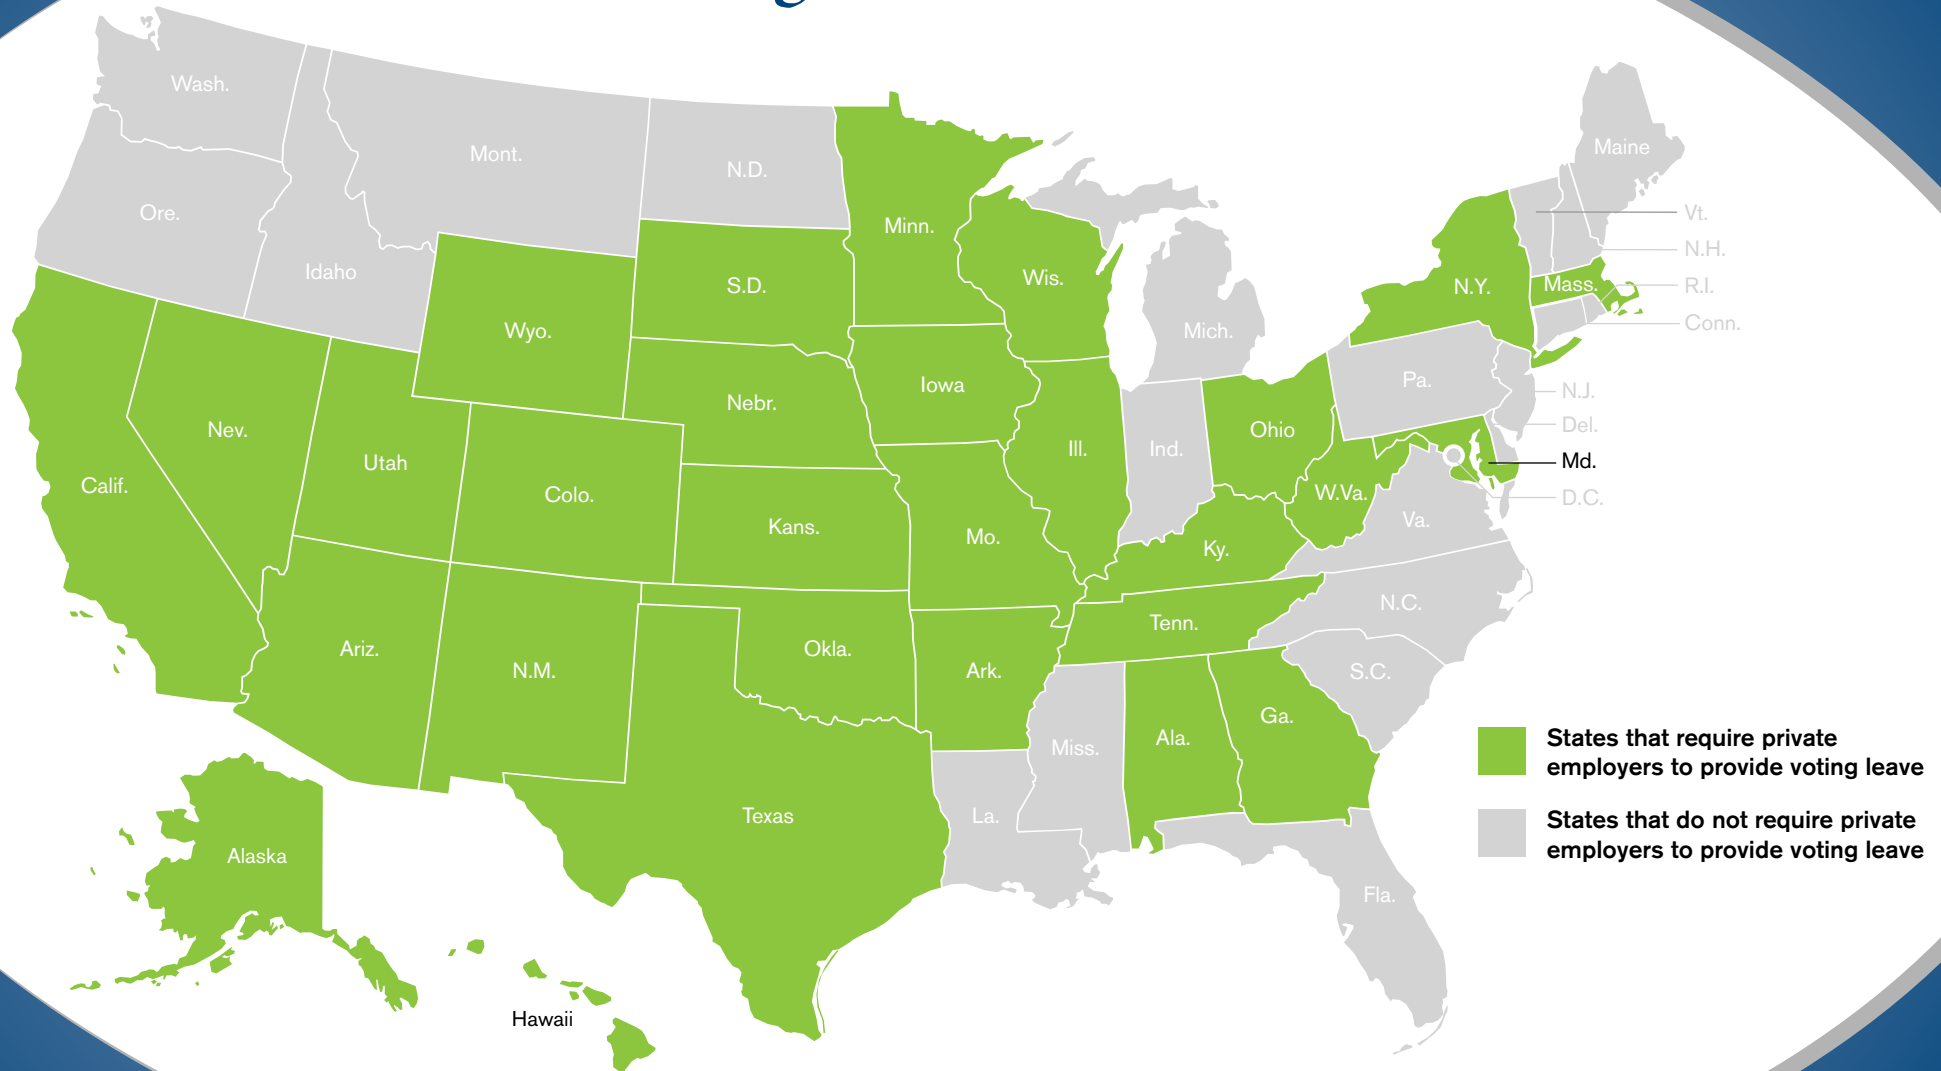 Wash.
Mont.
N.D.
Minn.
Maine
Ore.
Idaho
S.D.
Wis.
Vt.
N.H.
N.Y.
Mass.
R.I.
Conn.
Wyo.
Mich.
Iowa
Nebr.
Pa.
N.J.
Nev.
Utah
Calif.
Colo.
Kans.
Mo.
Ill.
Ind.
Ohio
W.Va.
Del.
Md.
D.C.
Va.
Ky.
N.C.
Tenn.
Ariz.
N.M.
Okla.
Ark.
S.C.
Miss.
Ala.
Ga.
Texas
La.
Fla.
Alaska
Hawaii
States that require private
employers to provide voting leave
States that do not require private
employers to provide voting leave